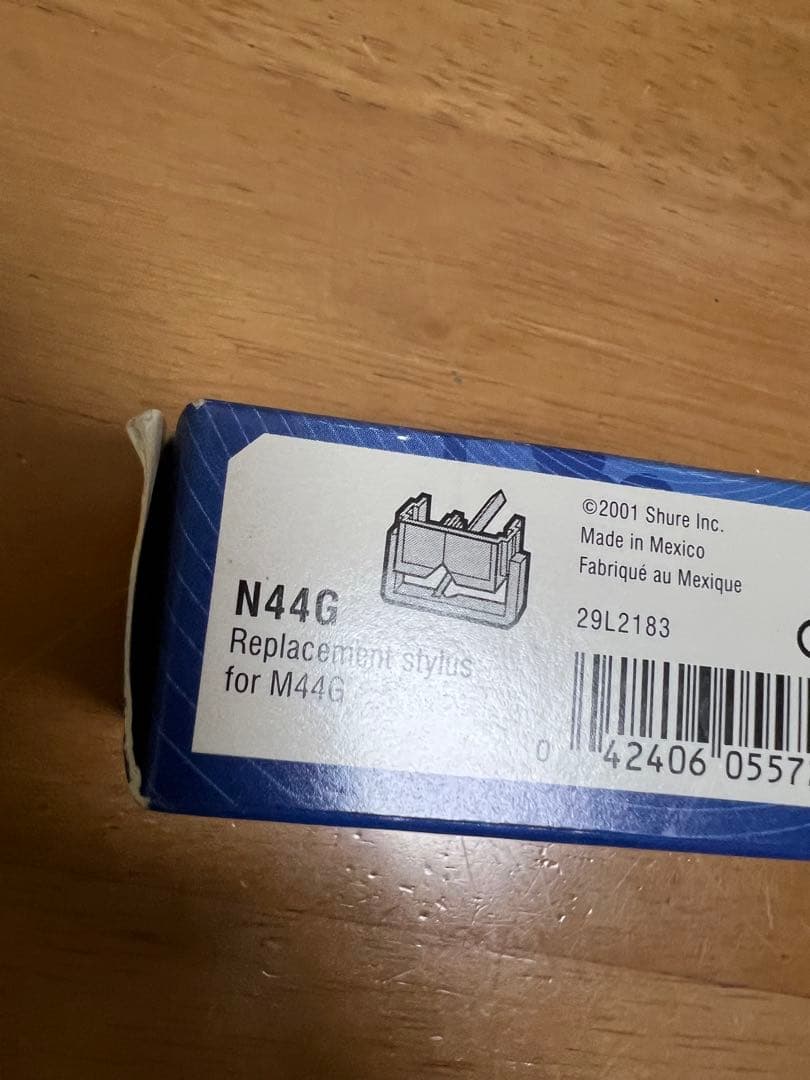 N44G
Replacement stylus
for M44G
©2001 Shure Inc.
Made in Mexico
Fabriqué au Mexique
29L2183
0 42406 0557